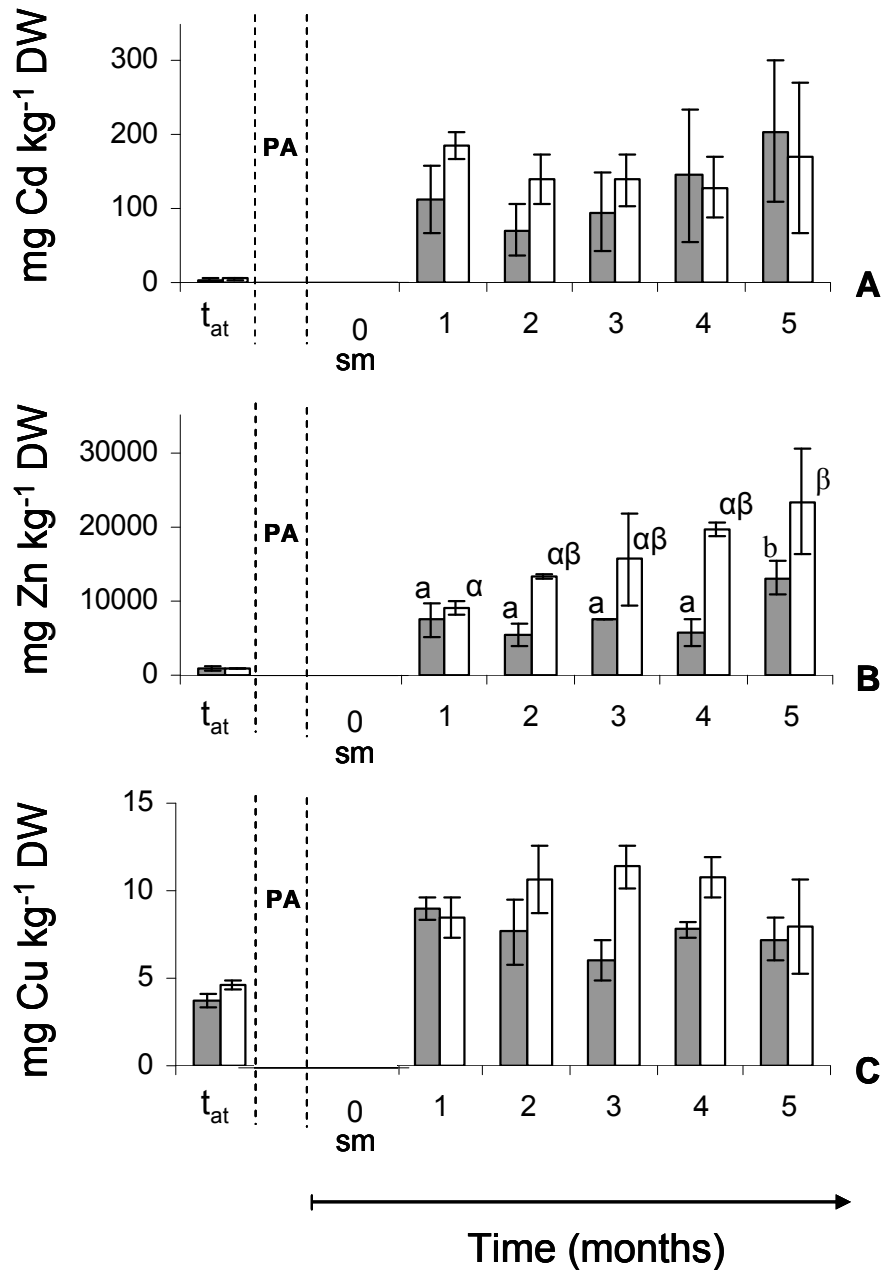 mg Cd kg⁻¹ DW
300
200
100
0
PA
A
tat 0 1 2 3 4 5
sm
mg Zn kg⁻¹ DW
30000
20000
10000
0
PA
a α a αβ a αβ a αβ b β
B
tat 0 1 2 3 4 5
sm
mg Cu kg⁻¹ DW
15
10
5
0
PA
C
tat 0 1 2 3 4 5
sm
Time (months)